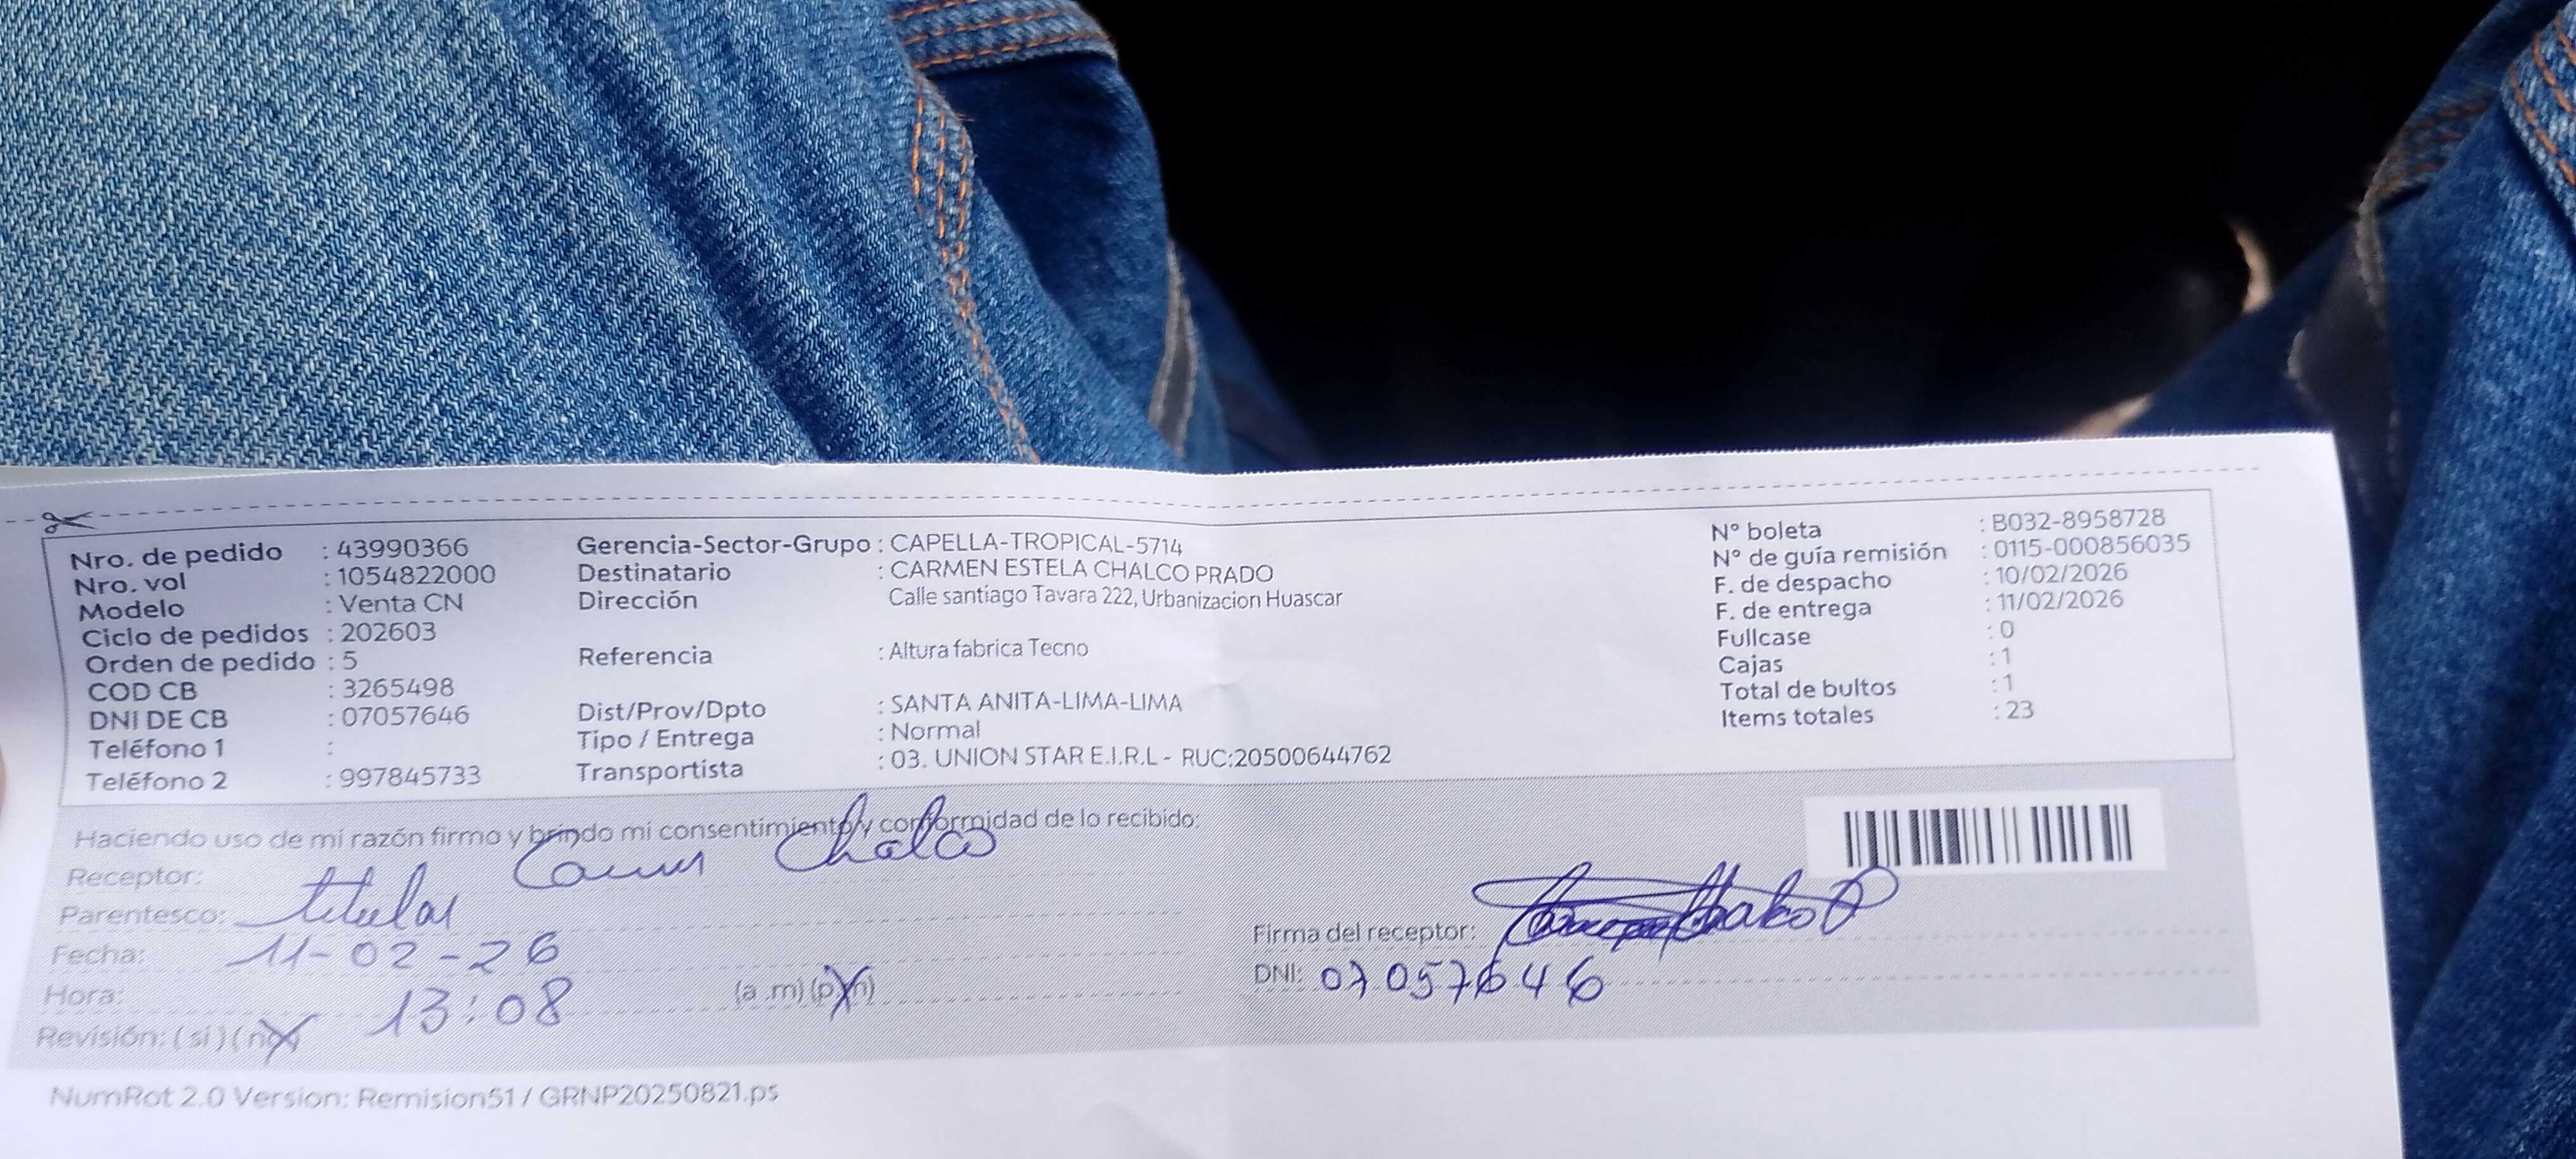 Nro. de pedido : 43990366
Nro. vol : 1054822000
Modelo : Venta CN
Ciclo de pedidos : 202603
Orden de pedido : 5
COD CB : 3265498
DNI DE CB : 07057646
Teléfono 1 :
Teléfono 2 : 997845733
Gerencia-Sector-Grupo : CAPELLA-TROPICAL-5714
Destinatario : CARMEN ESTELA CHALCO PRADO
Dirección Calle santiago Tavara 222, Urbanizacion Huascar
Referencia : Altura fabrica Tecno
Dist/Prov/Dpto : SANTA ANITA-LIMA-LIMA
Tipo / Entrega : Normal
Transportista : 03. UNION STAR E.I.R.L - RUC:20500644762
N° boleta : B032-8958728
N° de guía remisión : 0115-000856035
F. de despacho : 10/02/2026
F. de entrega : 11/02/2026
Fullcase : 0
Cajas : 1
Total de bultos : 1
Items totales : 23
Haciendo uso de mi razón firmo y brindo mi consentimiento y conformidad de lo recibido:
Receptor: Carmen Chalco
Parentesco: titular
Fecha: 11-02-26
Hora: 13:08 (a.m) (p.m)
Revisión: (si) (no)
Firma del receptor: Chalco P
DNI: 07057646
NumRot 2.0 Version: Remision51 / GRNP20250821.ps